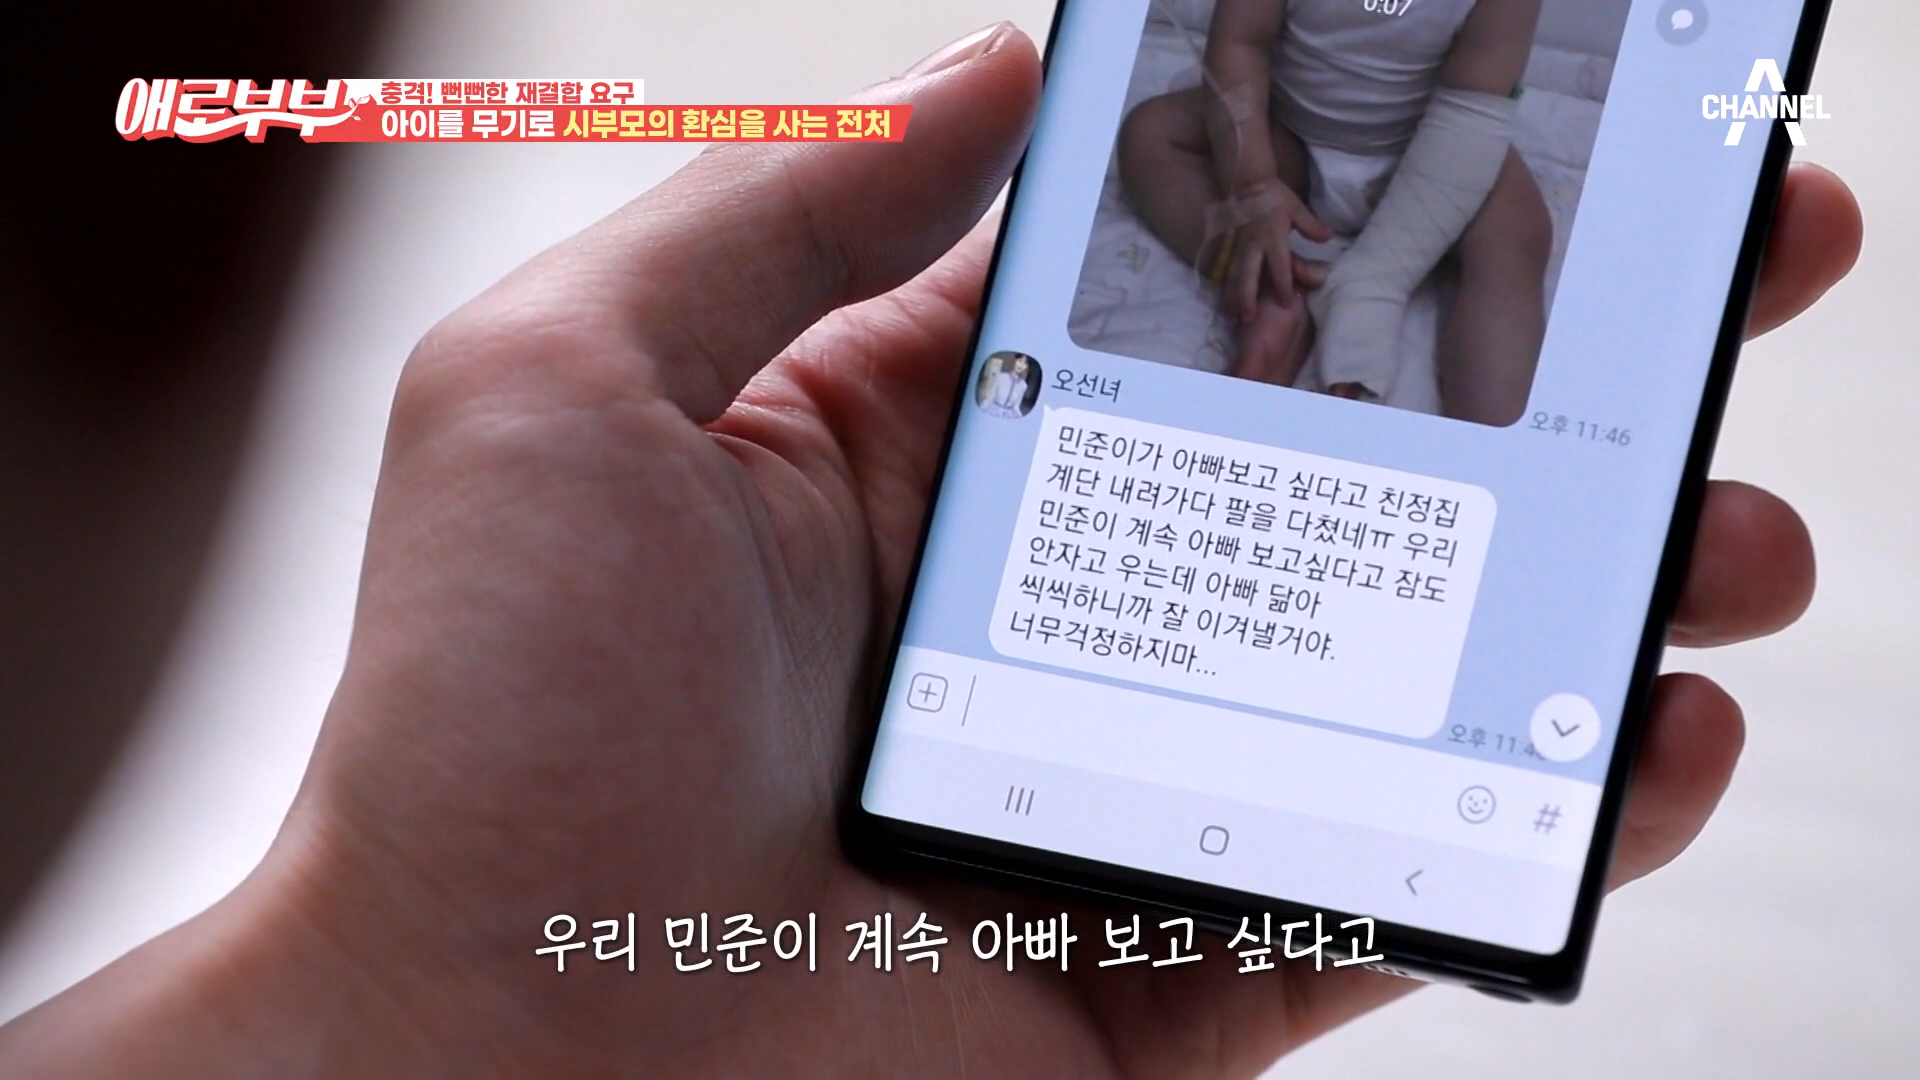 애로부부
충격! 뻔뻔한 재결합 요구
아이를 무기로 시부모의 환심을 사는 전처
CHANNEL A
0:07
오후 11:46
오선녀
민준이가 아빠보고 싶다고 친정집
계단 내려가다 팔을 다쳤네ㅠ 우리
민준이 계속 아빠 보고싶다고 잠도
안자고 우는데 아빠 닮아
씩씩하니까 잘 이겨낼거야.
너무걱정하지마...
오후
#
우리 민준이 계속 아빠 보고 싶다고